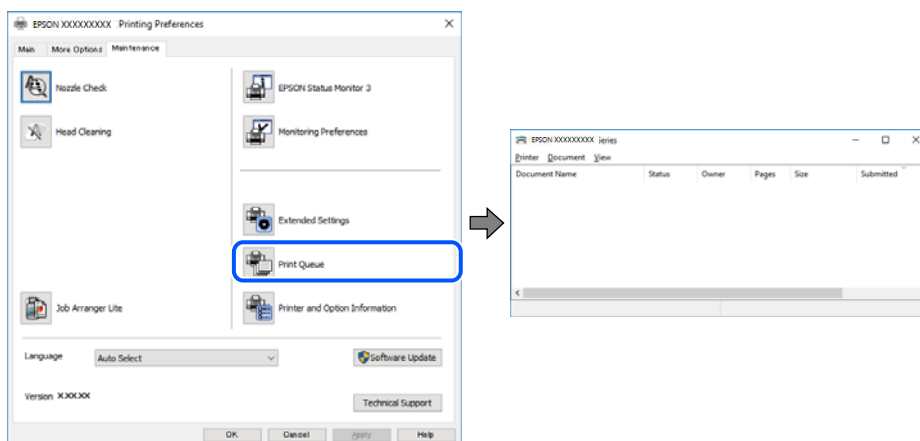 EPSON XXXXXXXXX Printing Preferences
Main More Options Maintenance
Nozzle Check
EPSON Status Monitor 3
Head Cleaning
Monitoring Preferences
Extended Settings
Print Queue
Job Arranger Lite
Printer and Option Information
Language Auto Select Software Update
Version X.XX.XX
Technical Support
OK Cancel Apply Help
EPSON XXXXXXXXX ieries
Printer Document View
Document Name Status Owner Pages Size Submitted